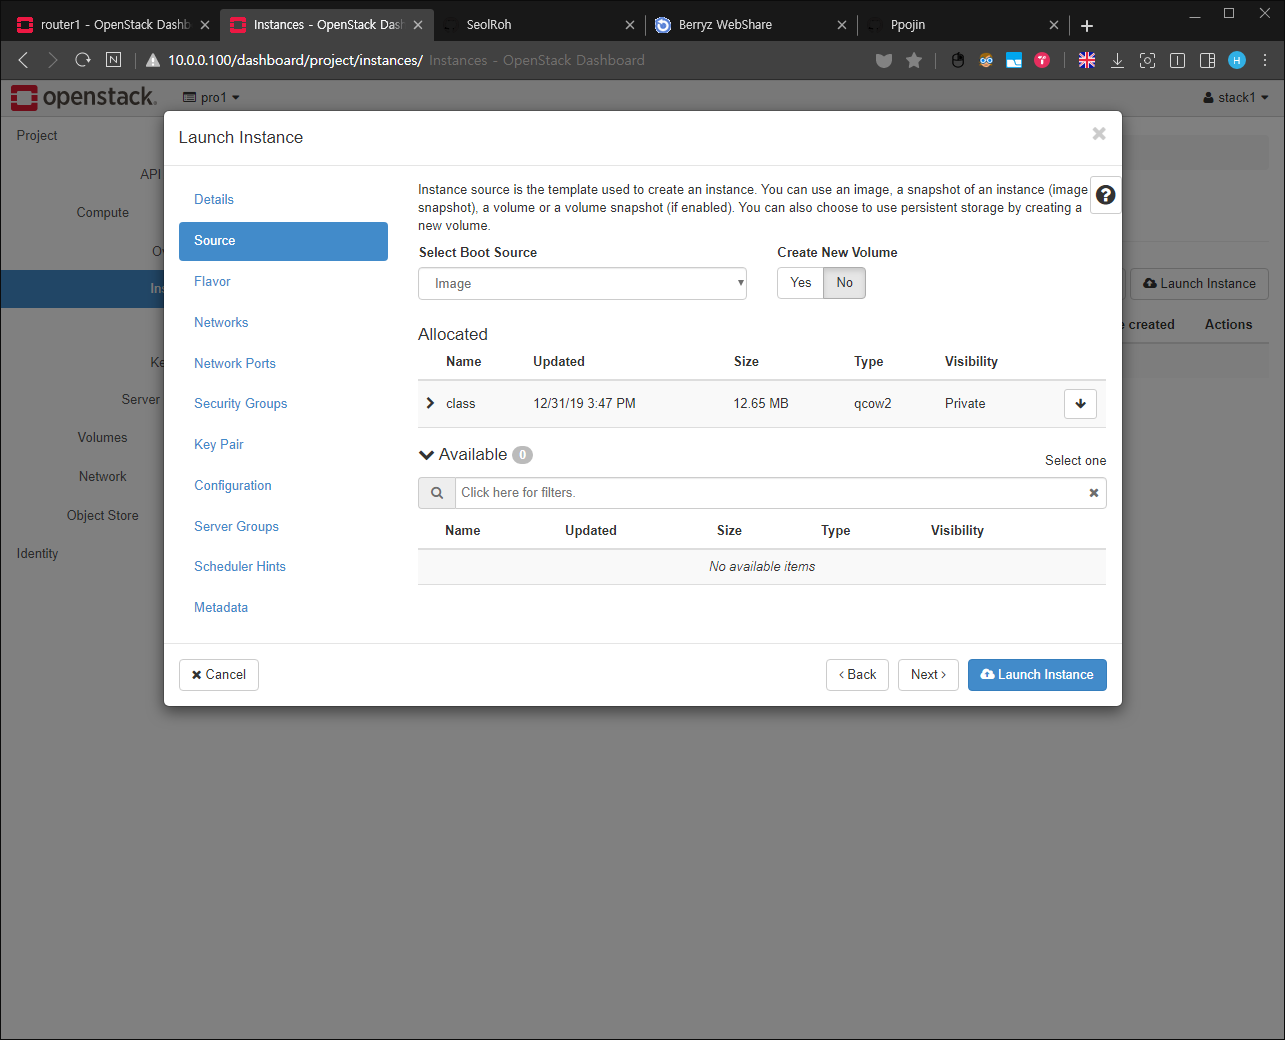 router1 - OpenStack Dashb
Instances - OpenStack Dash
SeolRoh
Berryz WebShare
Ppojin
N
10.0.0.100/dashboard/project/instances/ Instances - OpenStack Dashboard
H
openstack.
pro1
stack1
Project
API
Compute
Ov
Ins
Ke
Server
Volumes
Network
Object Store
Identity
Launch Instance
e created
Actions
Launch Instance
Details
Source
Flavor
Networks
Network Ports
Security Groups
Key Pair
Configuration
Server Groups
Scheduler Hints
Metadata
Instance source is the template used to create an instance. You can use an image, a snapshot of an instance (image
snapshot), a volume or a volume snapshot (if enabled). You can also choose to use persistent storage by creating a
new volume.
Select Boot Source
Create New Volume
Image
Yes
No
Allocated
Name Updated Size Type Visibility
class 12/31/19 3:47 PM 12.65 MB qcow2 Private
Available 0
Select one
Click here for filters.
Name Updated Size Type Visibility
No available items
Cancel
‹ Back
Next ›
Launch Instance